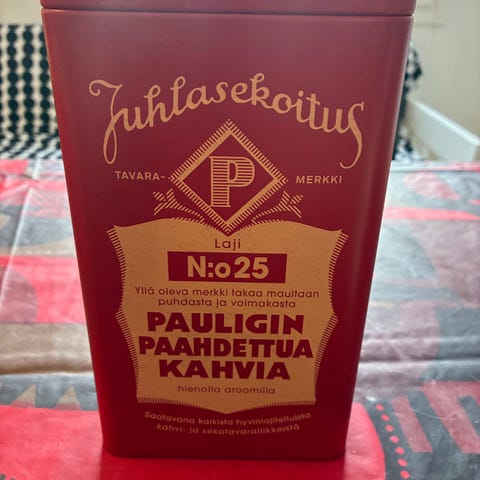 Juhlasekoitus
TAVARA- P MERKKI
Laji
N:o 25
Yllä oleva merkki takaa maultaan
puhdasta ja voimakasta
PAULIGIN
PAAHDETTUA
KAHVIA
hienolla aroomilla
Saatavana kaikista hyvinlajitelluista
kahvi- ja sekatavaraliikkeistä